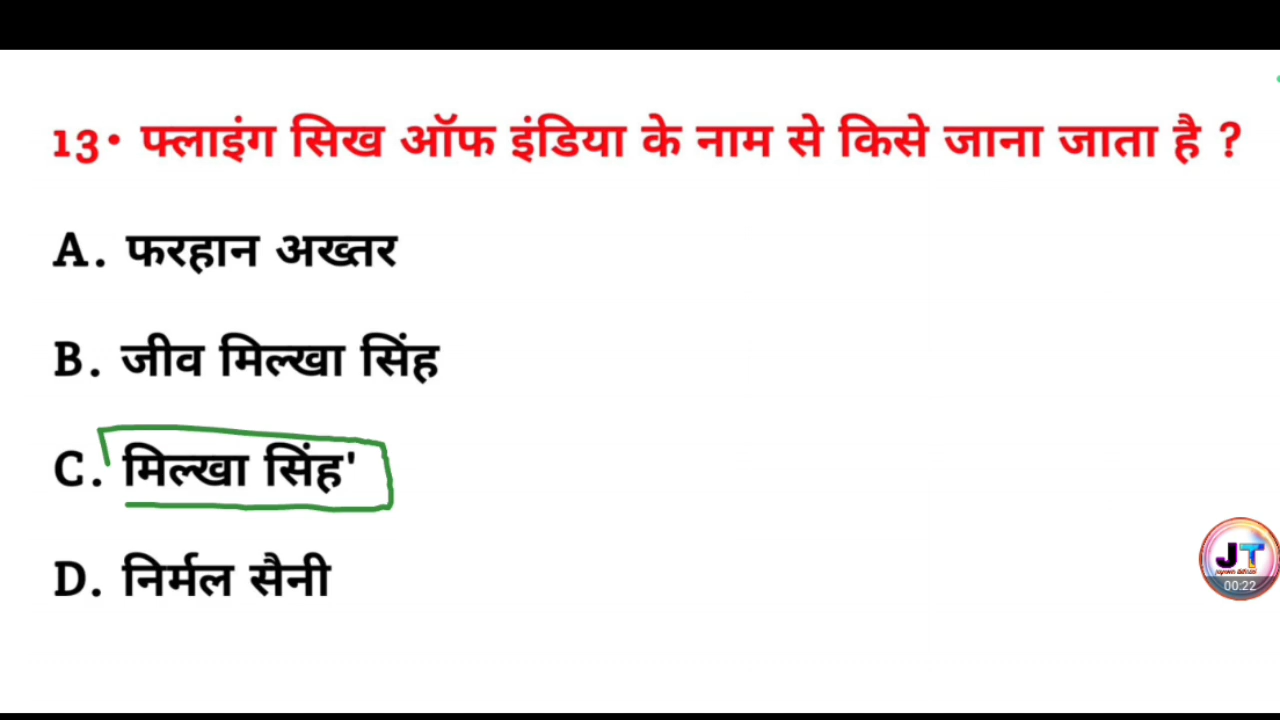 13• फ्लाइंग सिख ऑफ इंडिया के नाम से किसे जाना जाता है ?
A. फरहान अख्तर
B. जीव मिल्खा सिंह
C. मिल्खा सिंह'
D. निर्मल सैनी
JT
00:22